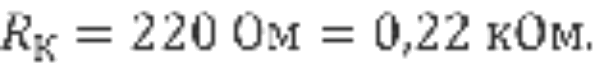 R_К = 220 Ом = 0,22 кОм.